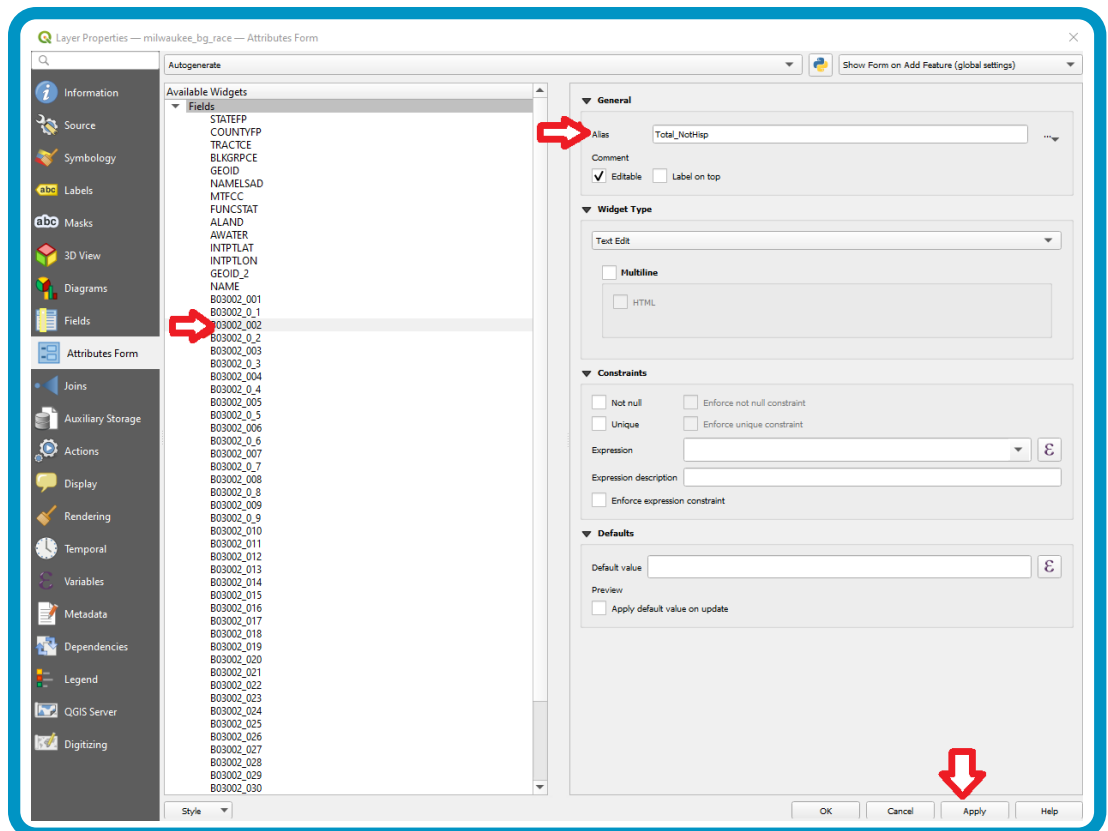 Layer Properties — milwaukee_bg_race — Attributes Form
Autogenerate
Show Form on Add Feature (global settings)
Information
Source
Symbology
abc Labels
abc Masks
3D View
Diagrams
Fields
Attributes Form
Joins
Auxiliary Storage
Actions
Display
Rendering
Temporal
Variables
Metadata
Dependencies
Legend
QGIS Server
Digitizing
Available Widgets
Fields
STATEFP
COUNTYFP
TRACTCE
BLKGRPCE
GEOID
NAMELSAD
MTFCC
FUNCSTAT
ALAND
AWATER
INTPTLAT
INTPTLON
GEOID_2
NAME
B03002_001
B03002_0_1
03002_002
B03002_0_2
B03002_003
B03002_0_3
B03002_004
B03002_0_4
B03002_005
B03002_0_5
B03002_006
B03002_0_6
B03002_007
B03002_0_7
B03002_008
B03002_0_8
B03002_009
B03002_0_9
B03002_010
B03002_011
B03002_012
B03002_013
B03002_014
B03002_015
B03002_016
B03002_017
B03002_018
B03002_019
B03002_020
B03002_021
B03002_022
B03002_023
B03002_024
B03002_025
B03002_026
B03002_027
B03002_028
B03002_029
B03002_030
Style
General
Alias Total_NotHisp ...
Comment
Editable Label on top
Widget Type
Text Edit
Multiline
HTML
Constraints
Not null Enforce not null constraint
Unique Enforce unique constraint
Expression ε
Expression description
Enforce expression constraint
Defaults
Default value ε
Preview
Apply default value on update
OK Cancel Apply Help